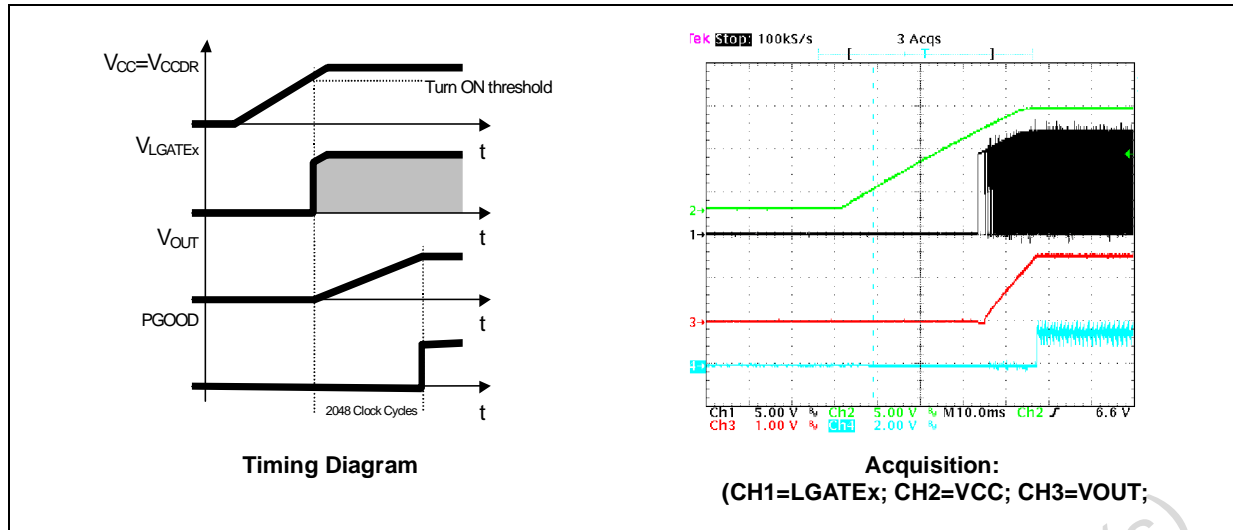 VCC=VCCDR
Turn ON threshold
t
VLGATEx
t
VOUT
t
PGOOD
2048 Clock Cycles
t
Timing Diagram
Tek Stop: 100kS/s 3 Acqs
[ T ]
2→
1→
3→
4→
Ch1 5.00 V Ch2 5.00 V M10.0ms Ch2 6.6 V
Ch3 1.00 V Ch4 2.00 V
Acquisition:
(CH1=LGATEx; CH2=VCC; CH3=VOUT;